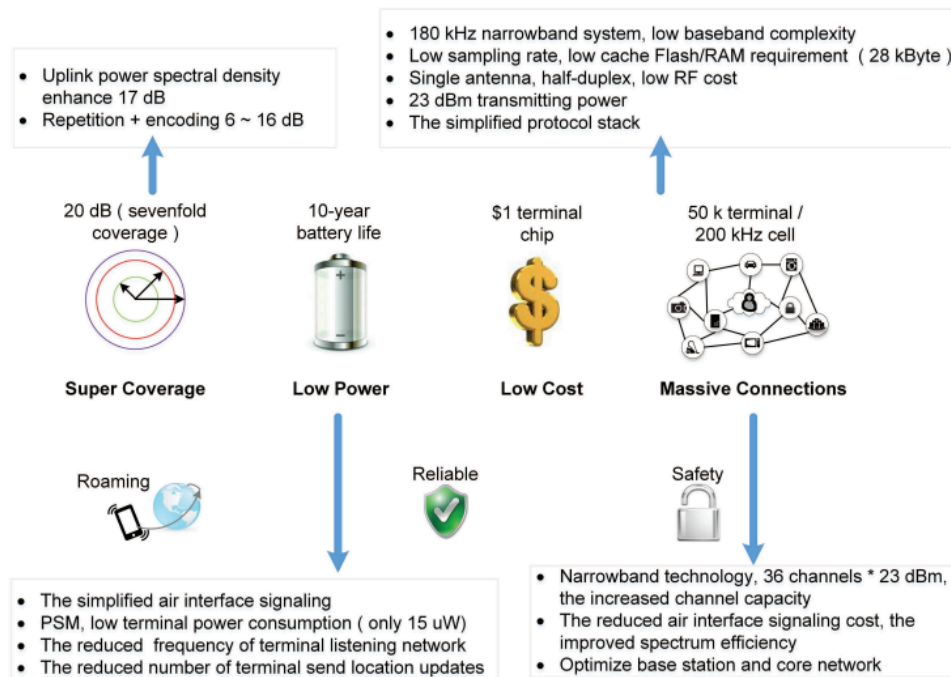 • Uplink power spectral density
enhance 17 dB
• Repetition + encoding 6 ~ 16 dB
• 180 kHz narrowband system, low baseband complexity
• Low sampling rate, low cache Flash/RAM requirement ( 28 kByte )
• Single antenna, half-duplex, low RF cost
• 23 dBm transmitting power
• The simplified protocol stack
20 dB ( sevenfold
coverage )
10-year
battery life
$1 terminal
chip
50 k terminal /
200 kHz cell
$
Super Coverage
Low Power
Low Cost
Massive Connections
Roaming
Reliable
Safety
• The simplified air interface signaling
• PSM, low terminal power consumption ( only 15 uW)
• The reduced frequency of terminal listening network
• The reduced number of terminal send location updates
• Narrowband technology, 36 channels * 23 dBm,
the increased channel capacity
• The reduced air interface signaling cost, the
improved spectrum efficiency
• Optimize base station and core network